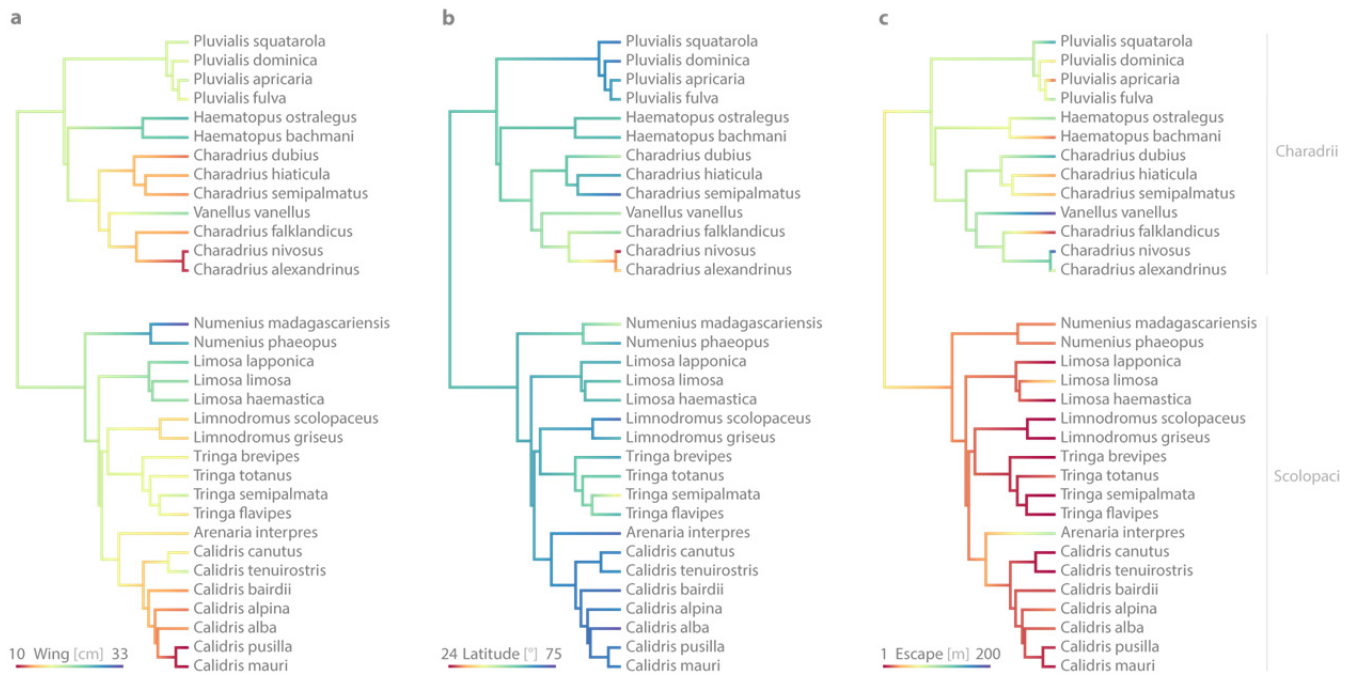 a
Pluvialis squatarola
Pluvialis dominica
Pluvialis apricaria
Pluvialis fulva
Haematopus ostralegus
Haematopus bachmani
Charadrius dubius
Charadrius hiaticula
Charadrius semipalmatus
Vanellus vanellus
Charadrius falklandicus
Charadrius nivosus
Charadrius alexandrinus
Numenius madagascariensis
Numenius phaeopus
Limosa lapponica
Limosa limosa
Limosa haemastica
Limnodromus scolopaceus
Limnodromus griseus
Tringa brevipes
Tringa totanus
Tringa semipalmata
Tringa flavipes
Arenaria interpres
Calidris canutus
Calidris tenuirostris
Calidris bairdii
Calidris alpina
Calidris alba
Calidris pusilla
Calidris mauri
10 Wing [cm] 33
b
Pluvialis squatarola
Pluvialis dominica
Pluvialis apricaria
Pluvialis fulva
Haematopus ostralegus
Haematopus bachmani
Charadrius dubius
Charadrius hiaticula
Charadrius semipalmatus
Vanellus vanellus
Charadrius falklandicus
Charadrius nivosus
Charadrius alexandrinus
Numenius madagascariensis
Numenius phaeopus
Limosa lapponica
Limosa limosa
Limosa haemastica
Limnodromus scolopaceus
Limnodromus griseus
Tringa brevipes
Tringa totanus
Tringa semipalmata
Tringa flavipes
Arenaria interpres
Calidris canutus
Calidris tenuirostris
Calidris bairdii
Calidris alpina
Calidris alba
Calidris pusilla
Calidris mauri
24 Latitude [°] 75
c
Pluvialis squatarola
Pluvialis dominica
Pluvialis apricaria
Pluvialis fulva
Haematopus ostralegus
Haematopus bachmani
Charadrius dubius
Charadrius hiaticula
Charadrius semipalmatus
Vanellus vanellus
Charadrius falklandicus
Charadrius nivosus
Charadrius alexandrinus
Charadrii
Numenius madagascariensis
Numenius phaeopus
Limosa lapponica
Limosa limosa
Limosa haemastica
Limnodromus scolopaceus
Limnodromus griseus
Tringa brevipes
Tringa totanus
Tringa semipalmata
Tringa flavipes
Arenaria interpres
Calidris canutus
Calidris tenuirostris
Calidris bairdii
Calidris alpina
Calidris alba
Calidris pusilla
Calidris mauri
Scolopaci
1 Escape [m] 200